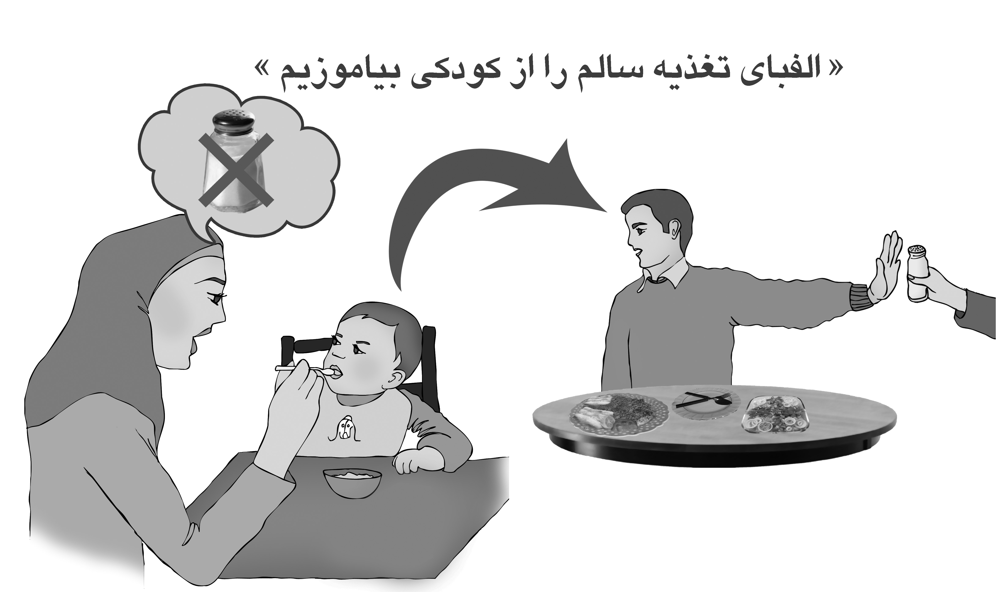 « الفبای تغذیه سالم را از کودکی بیاموزیم »